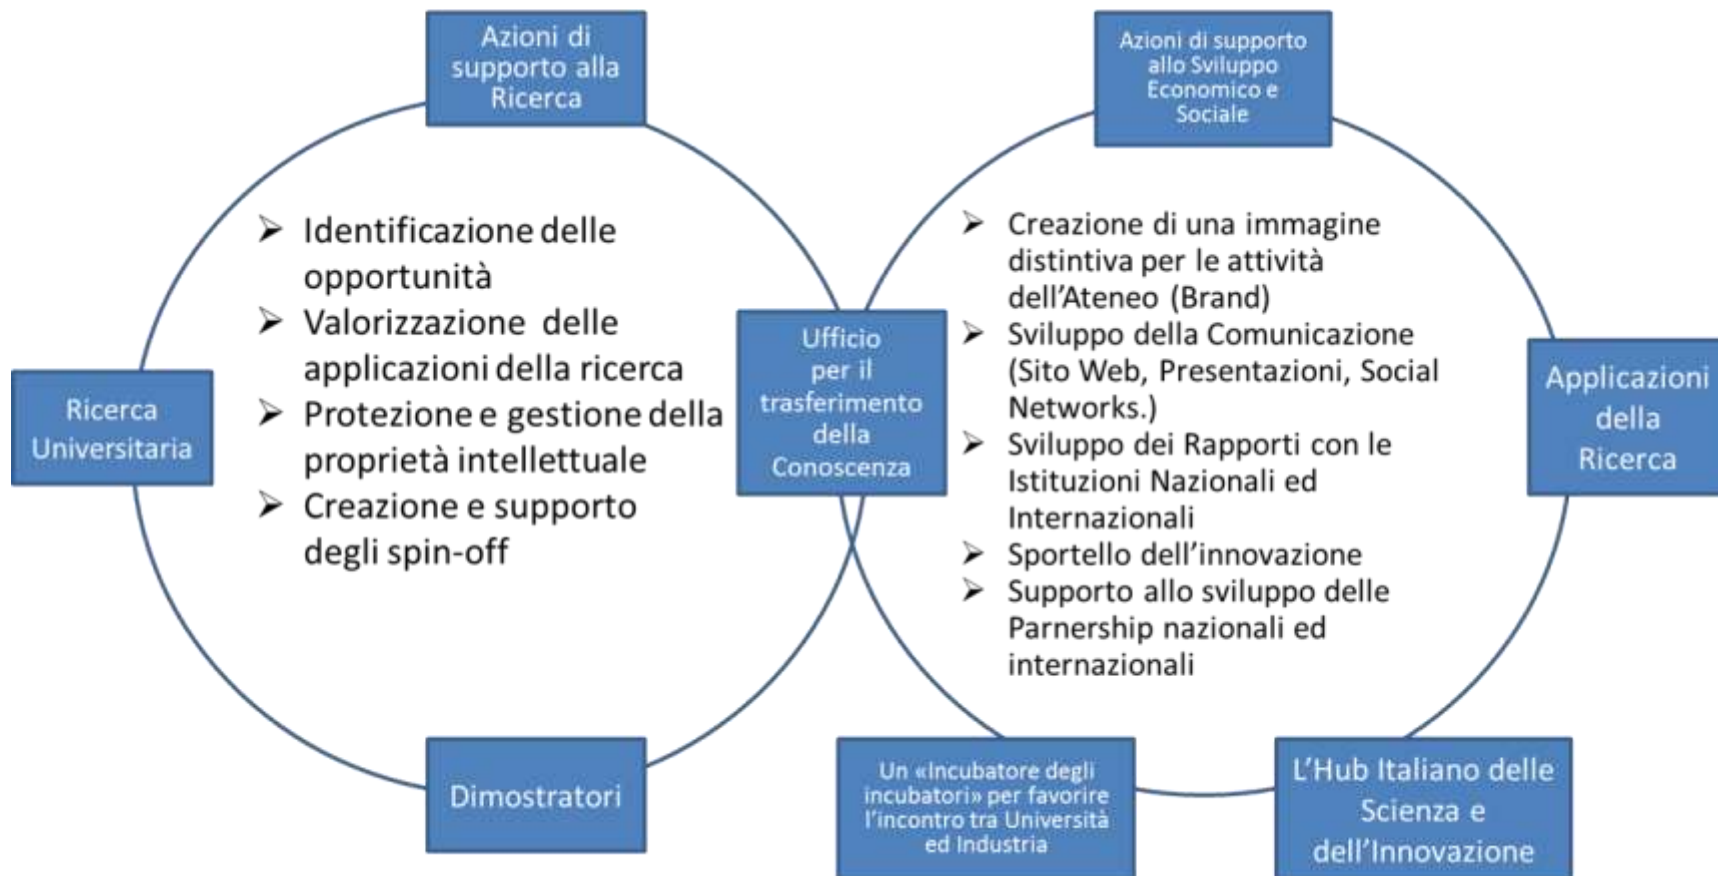 Azioni di
supporto alla
Ricerca
Azioni di supporto
allo Sviluppo
Economico e
Sociale
Ricerca
Universitaria
➢ Identificazione delle
opportunità
➢ Valorizzazione delle
applicazioni della ricerca
➢ Protezione e gestione della
proprietà intellettuale
➢ Creazione e supporto
degli spin-off
Ufficio
per il
trasferimento
della
Conoscenza
➢ Creazione di una immagine
distintiva per le attività
dell'Ateneo (Brand)
➢ Sviluppo della Comunicazione
(Sito Web, Presentazioni, Social
Networks.)
➢ Sviluppo dei Rapporti con le
Istituzioni Nazionali ed
Internazionali
➢ Sportello dell'innovazione
➢ Supporto allo sviluppo delle
Parnership nazionali ed
internazionali
Applicazioni
della
Ricerca
Dimostratori
Un «Incubatore degli
incubatori» per favorire
l'incontro tra Università
ed Industria
L'Hub Italiano delle
Scienza e
dell'Innovazione